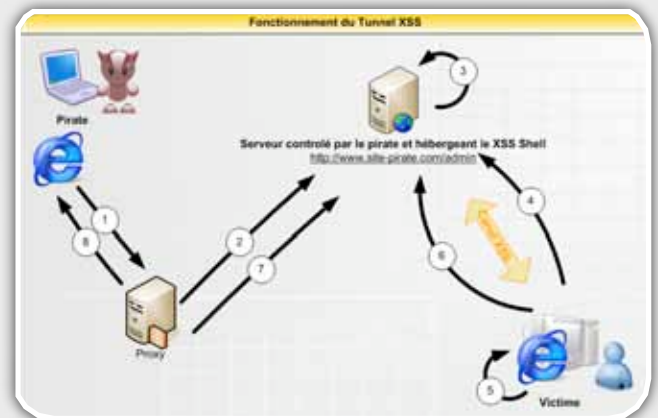 Fonctionnement du Tunnel XSS
Pirate
3
Serveur controlé par le pirate et hébergeant le XSS Shell
http://www.site-pirate.com/admin
1
8
2
7
4
6
Proxy
5
Victime